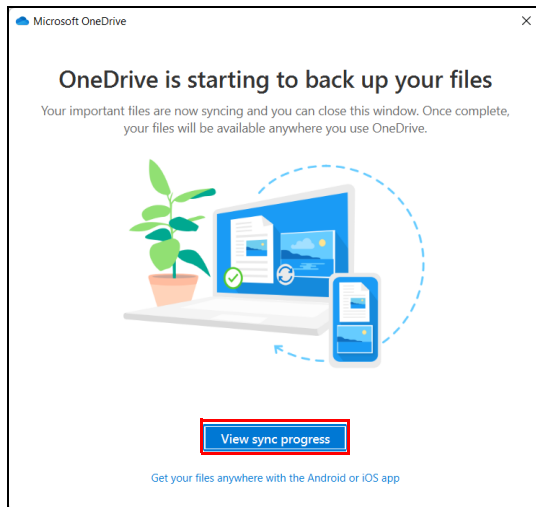 Microsoft OneDrive
OneDrive is starting to back up your files
Your important files are now syncing and you can close this window. Once complete,
your files will be available anywhere you use OneDrive.
View sync progress
Get your files anywhere with the Android or iOS app